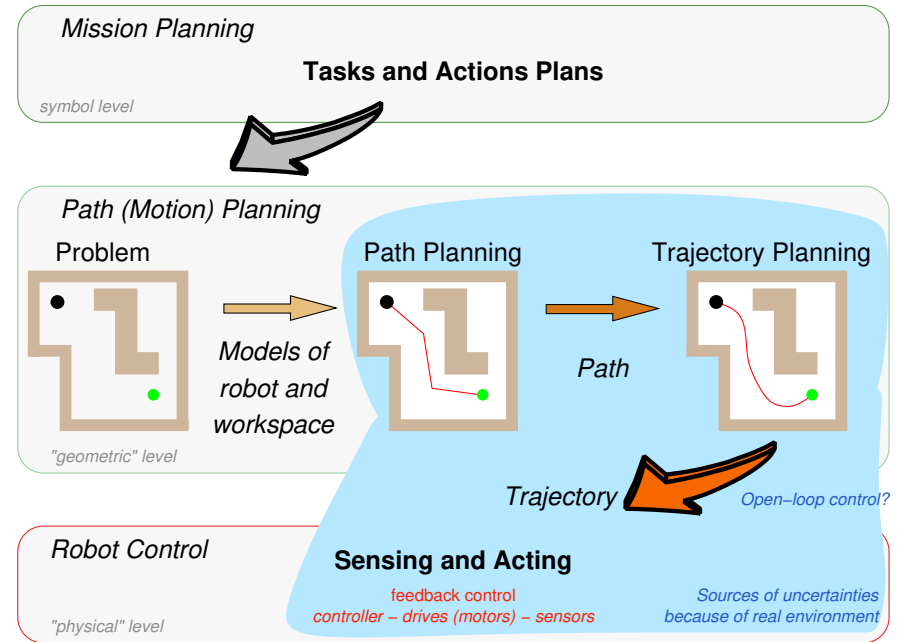 Mission Planning
Tasks and Actions Plans
symbol level
Path (Motion) Planning
Problem
Path Planning
Trajectory Planning
Models of
robot and
workspace
Path
"geometric" level
Trajectory
Open−loop control?
Robot Control
Sensing and Acting
feedback control
controller − drives (motors) − sensors
Sources of uncertainties
because of real environment
"physical" level